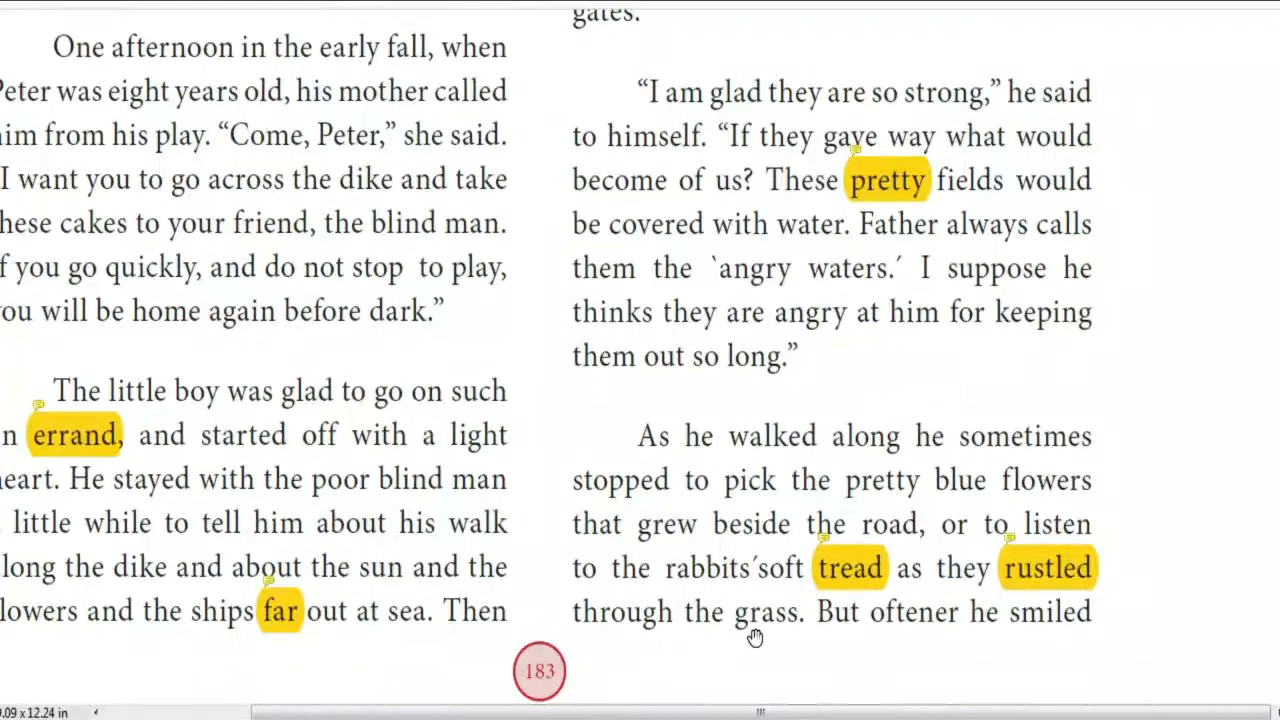 One afternoon in the early fall, when
Peter was eight years old, his mother called
him from his play. “Come, Peter,” she said.
I want you to go across the dike and take
these cakes to your friend, the blind man.
If you go quickly, and do not stop to play,
you will be home again before dark.”
The little boy was glad to go on such
an errand, and started off with a light
heart. He stayed with the poor blind man
little while to tell him about his walk
along the dike and about the sun and the
flowers and the ships far out at sea. Then
gates.
“I am glad they are so strong,” he said
to himself. “If they gave way what would
become of us? These pretty fields would
be covered with water. Father always calls
them the `angry waters.´ I suppose he
thinks they are angry at him for keeping
them out so long.”
As he walked along he sometimes
stopped to pick the pretty blue flowers
that grew beside the road, or to listen
to the rabbits´soft tread as they rustled
through the grass. But oftener he smiled
183
9.09 x 12.24 in